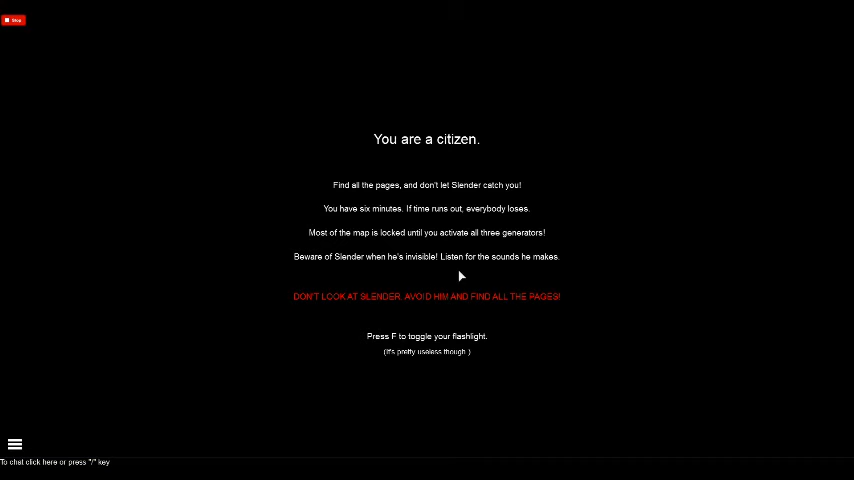 Stop
You are a citizen.
Find all the pages, and don't let Slender catch you!
You have six minutes. If time runs out, everybody loses.
Most of the map is locked until you activate all three generators!
Beware of Slender when he's invisible! Listen for the sounds he makes.
DON'T LOOK AT SLENDER, AVOID HIM AND FIND ALL THE PAGES!
Press F to toggle your flashlight.
(It's pretty useless though.)
To chat click here or press "/" key